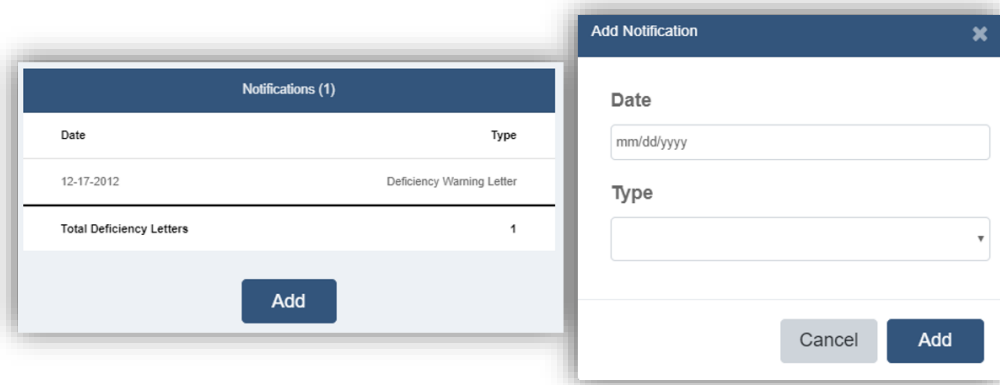 Notifications (1)
Date Type
12-17-2012 Deficiency Warning Letter
Total Deficiency Letters 1
Add
Add Notification ✖
Date
mm/dd/yyyy
Type
Cancel Add